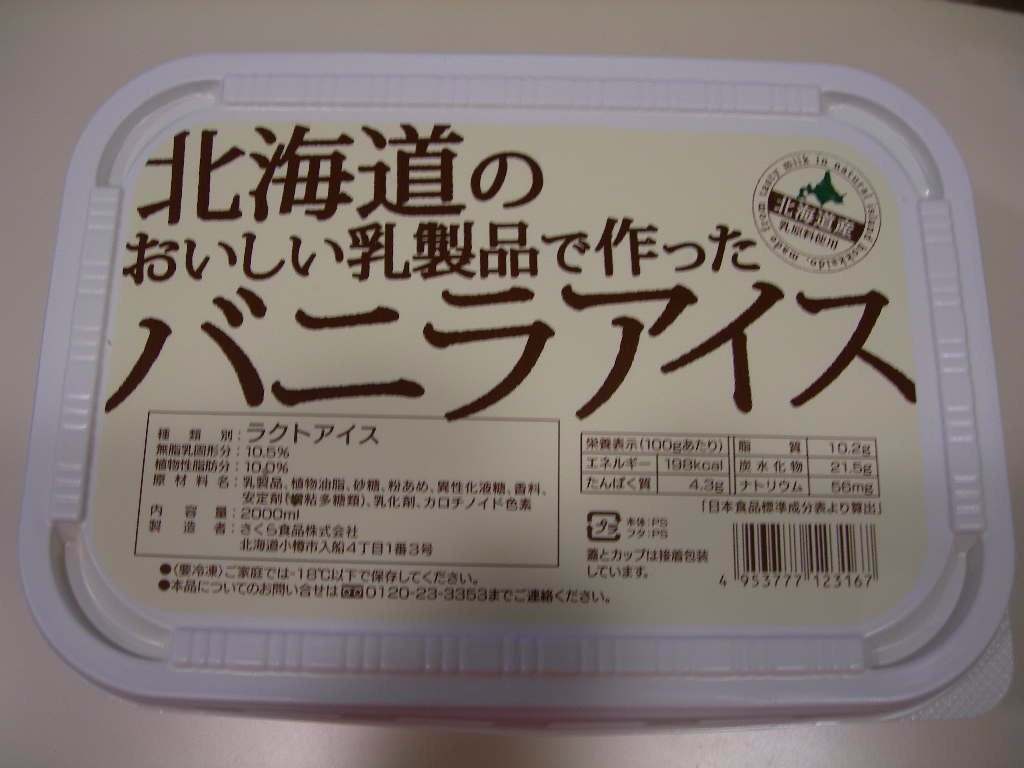 北海道の
おいしい乳製品で作った
バニラアイス
tasty milk in natural island hokkaido, made from
北海道産
乳原料使用
種類別：ラクトアイス
無脂乳固形分：10.5%
植物性脂肪分：10.0%
原材料名：乳製品、植物油脂、砂糖、粉あめ、異性化液糖、香料、
安定剤(増粘多糖類)、乳化剤、カロチノイド色素
内容量：2000ml
製造者：さくら食品株式会社
北海道小樽市入船4丁目1番3号
●〈要冷凍〉ご家庭では-18℃以下で保存してください。
●本品についてのお問い合せは 0120-23-3353までご連絡ください。
栄養表示(100gあたり) 脂質 10.2g
エネルギー 198kcal 炭水化物 21.5g
たんぱく質 4.3g ナトリウム 56mg
「日本食品標準成分表より算出」
プラ 本体：PS
フタ：PS
蓋とカップは接着包装
しています。
4 953777 123167